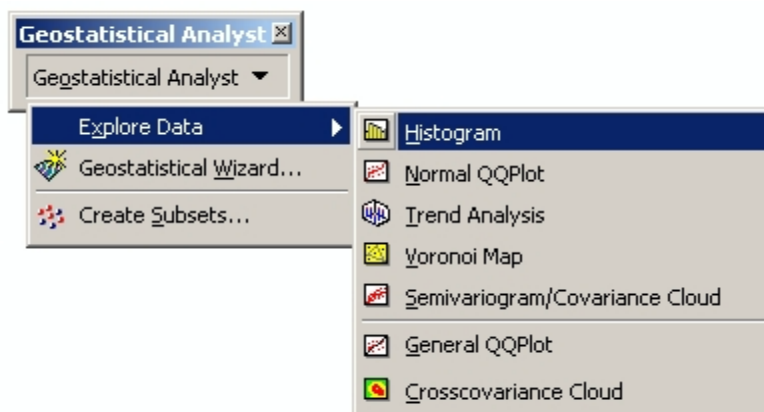 Geostatistical Analyst
Geostatistical Analyst
Explore Data
Geostatistical Wizard...
Create Subsets...
Histogram
Normal QQPlot
Trend Analysis
Voronoi Map
Semivariogram/Covariance Cloud
General QQPlot
Crosscovariance Cloud